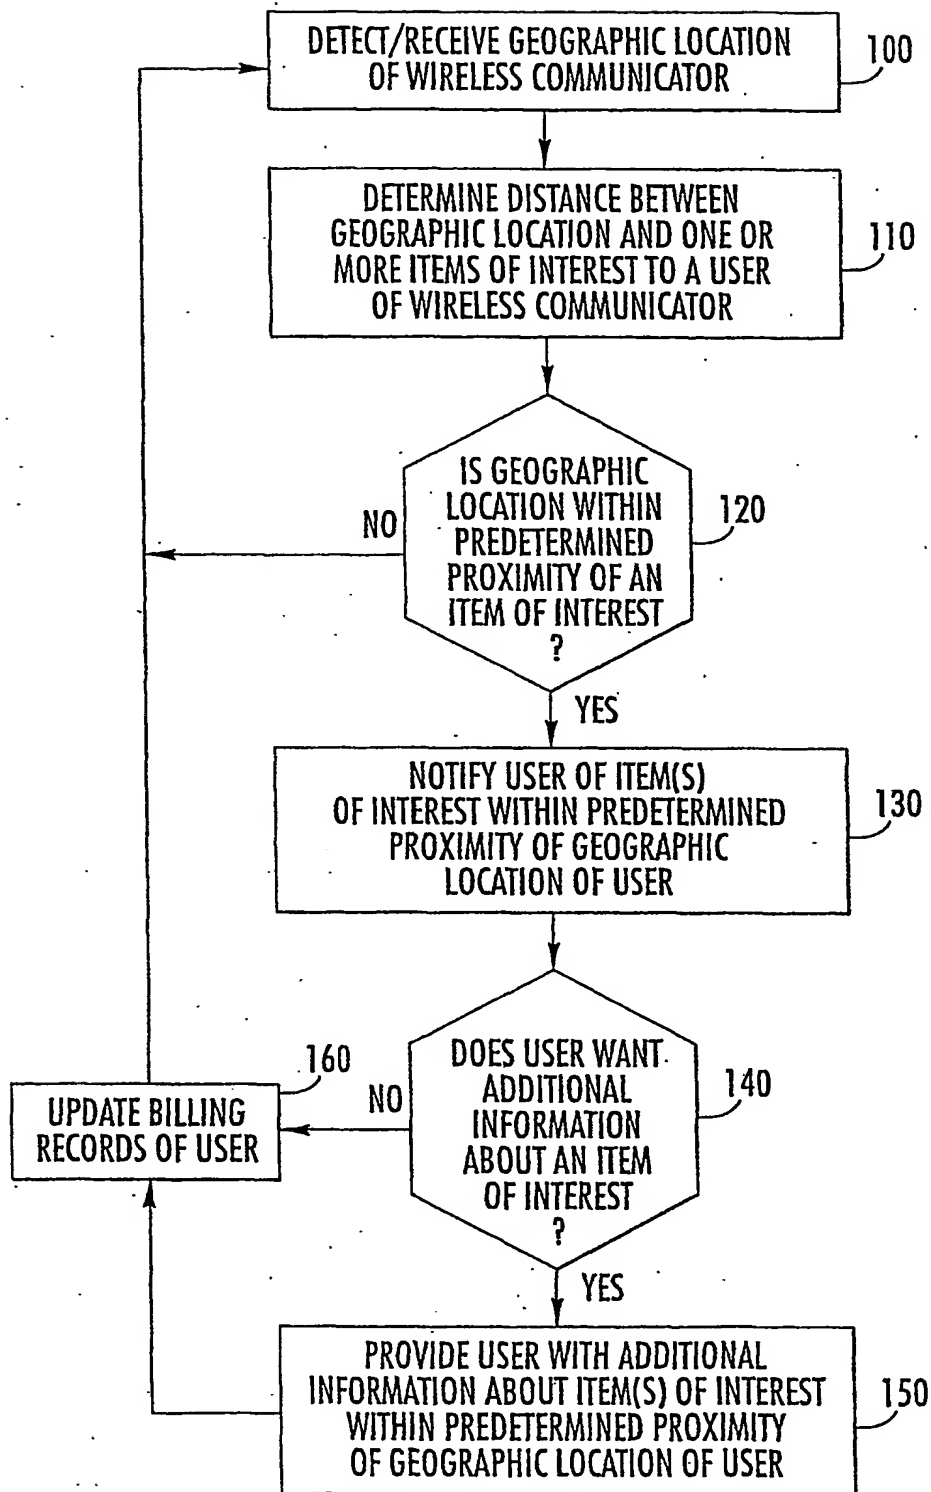 DETECT/RECEIVE GEOGRAPHIC LOCATION
OF WIRELESS COMMUNICATOR
100
DETERMINE DISTANCE BETWEEN
GEOGRAPHIC LOCATION AND ONE OR
MORE ITEMS OF INTEREST TO A USER
OF WIRELESS COMMUNICATOR
110
IS GEOGRAPHIC
LOCATION WITHIN
PREDETERMINED
PROXIMITY OF AN
ITEM OF INTEREST
?
120
NO
YES
NOTIFY USER OF ITEM(S)
OF INTEREST WITHIN PREDETERMINED
PROXIMITY OF GEOGRAPHIC
LOCATION OF USER
130
DOES USER WANT
ADDITIONAL
INFORMATION
ABOUT AN ITEM
OF INTEREST
?
140
NO
160
UPDATE BILLING
RECORDS OF USER
YES
PROVIDE USER WITH ADDITIONAL
INFORMATION ABOUT ITEM(S) OF INTEREST
WITHIN PREDETERMINED PROXIMITY
OF GEOGRAPHIC LOCATION OF USER
150